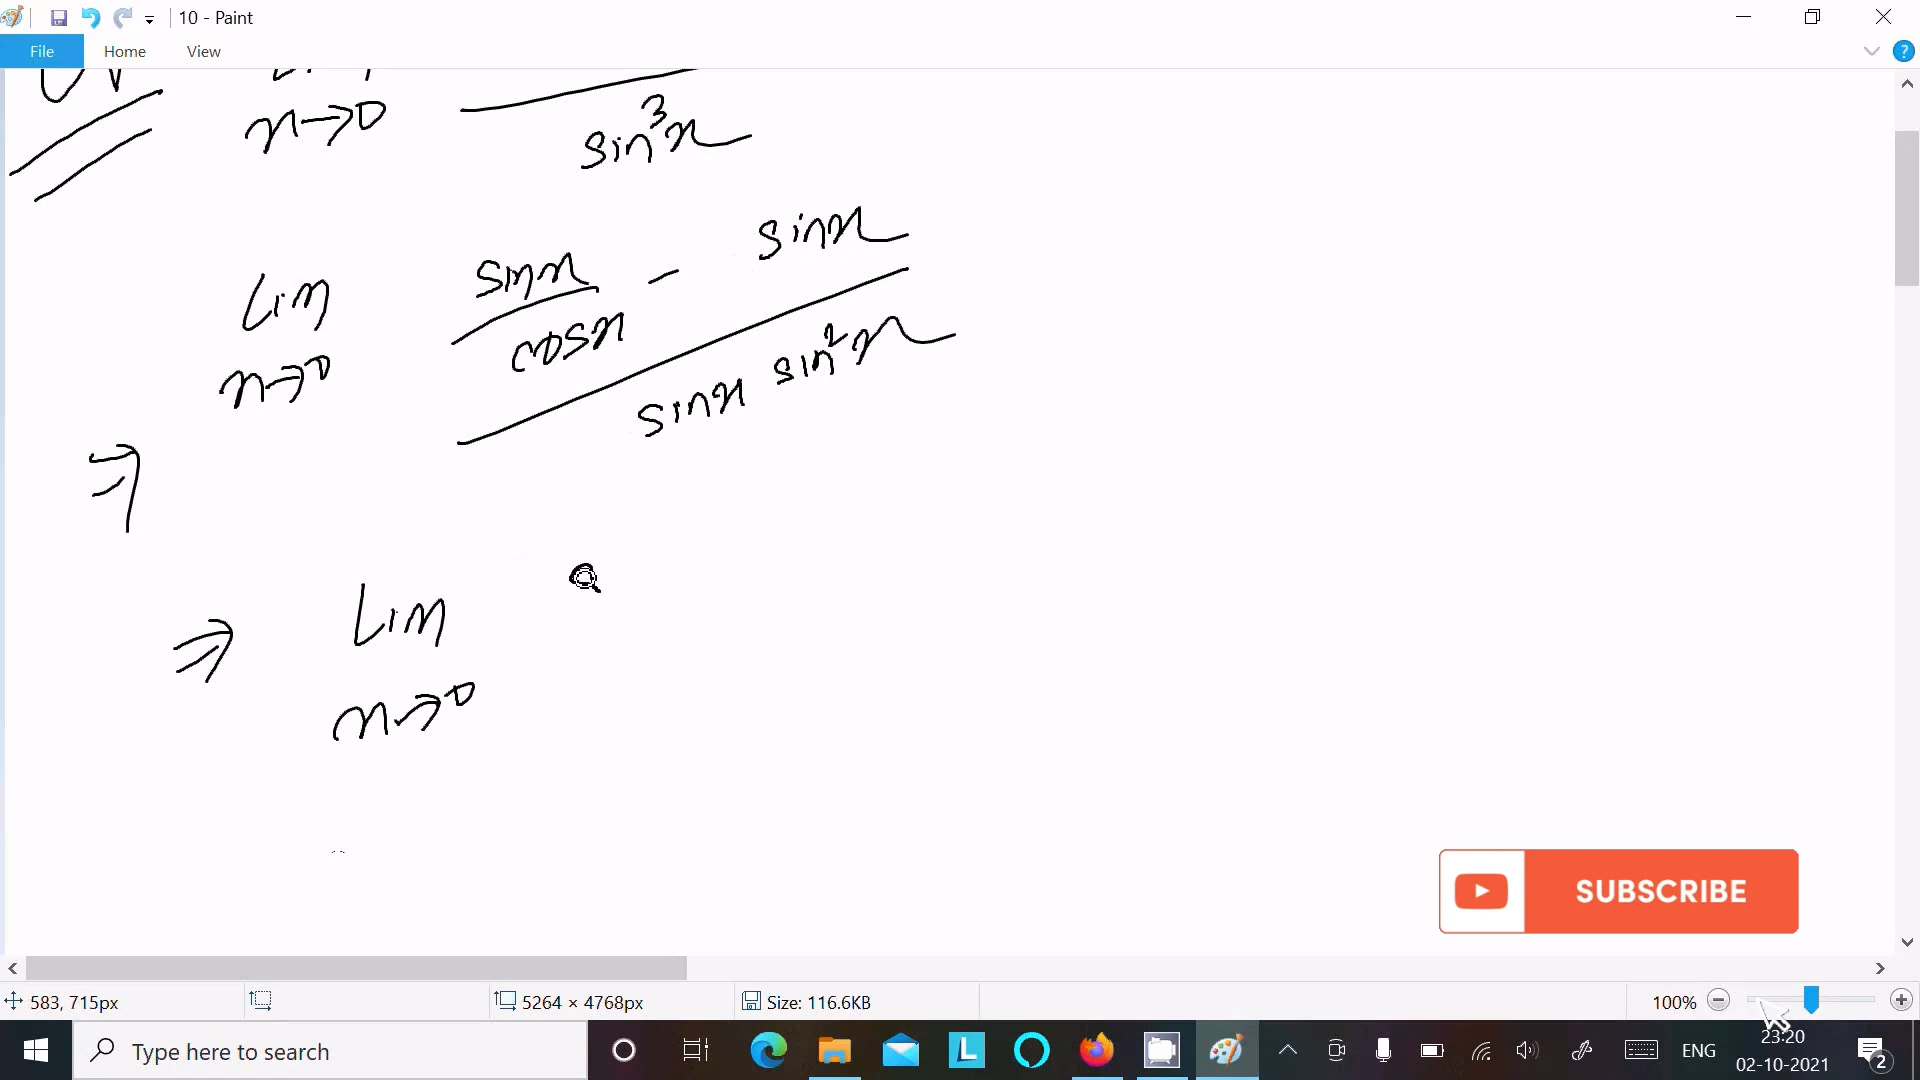 10 - Paint
File Home View
x→0
sin³x
Lim sinx/cosx - sinx
x→0 sinx sin²x
⇒
⇒ Lim
x→0
SUBSCRIBE
583, 715px 5264 × 4768px Size: 116.6KB 100%
Type here to search
L
ENG
23:20
02-10-2021
2